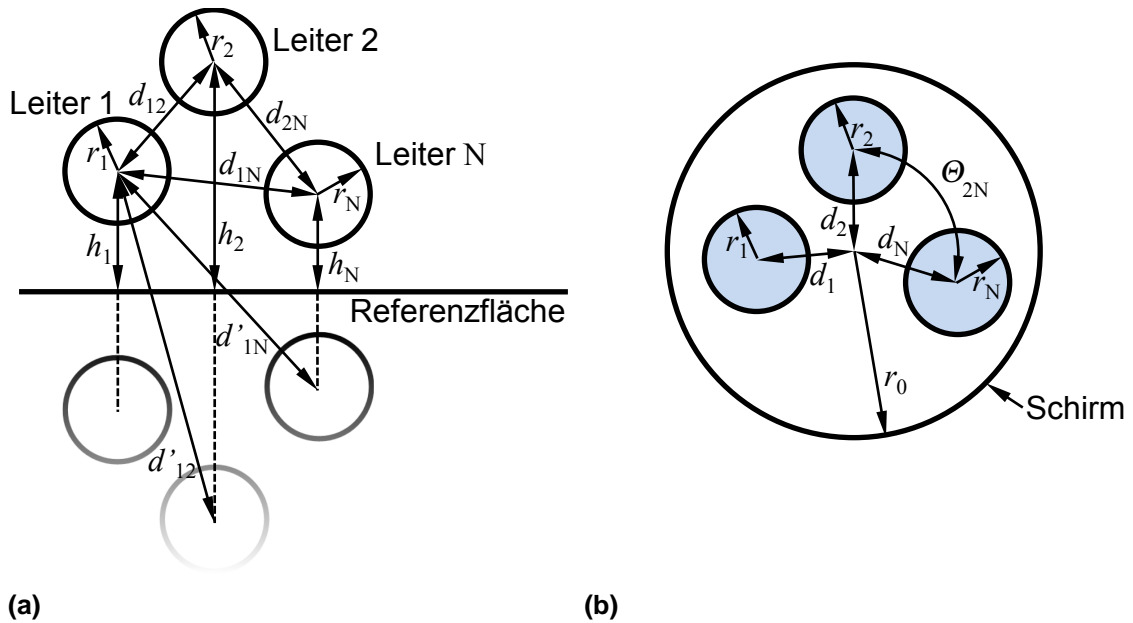 Leiter 2
r2
Leiter 1
d12
d2N
r1
d1N
Leiter N
rN
h1
h2
hN
Referenzfläche
d'1N
d'12
(a)
r2
Θ2N
d2
dN
r1
d1
rN
r0
Schirm
(b)